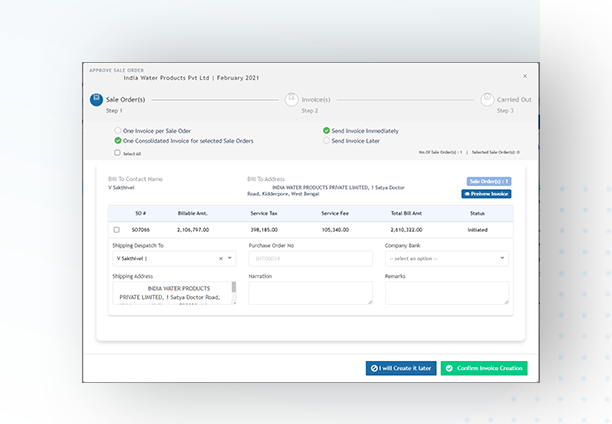 APPROVE SALE ORDER
India Water Products Pvt Ltd | February 2021
×
Sale Order(s)
Invoice(s)
Carried Out
Step 1
Step 2
Step 3
One Invoice per Sale Oder
Send Invoice Immediately
One Consolidated Invoice for selected Sale Orders
Send Invoice Later
Select All
No.Of Sale Order(s) : 1 | Selected Sale Order(s): 0
Bill To Contact Name
Bill To Address
Sale Order(s) : 1
V Sakthivel
INDIA WATER PRODUCTS PRIVATE LIMITED, 1 Satya Doctor
Road, Kidderpore, West Bengal
Preivew Invoice
SO # Billable Amt. Service Tax Service Fee Total Bill Amt Status
SO7066 2,106,797.00 398,185.00 105,340.00 2,610,322.00 Initiated
Shipping Despatch To
Purchase Order No
Company Bank
V Sakthivel |
-- select an option --
Shipping Address
Narration
Remarks
INDIA WATER PRODUCTS
PRIVATE LIMITED, 1 Satya Doctor Road,
I will Create it later
Confirm Invoice Creation